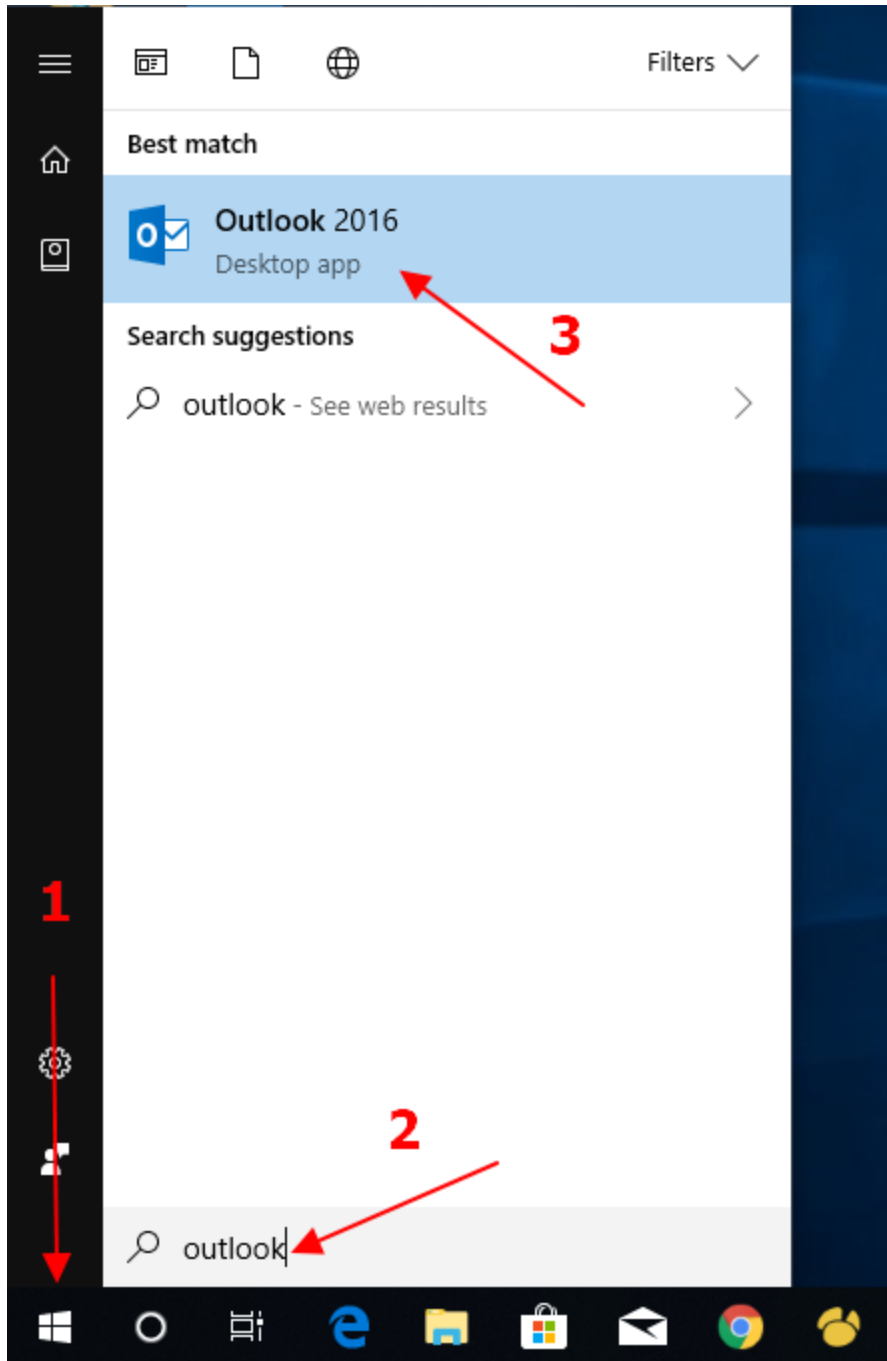 Filters
Best match
Outlook 2016
Desktop app
3
Search suggestions
outlook - See web results
1
2
outlook